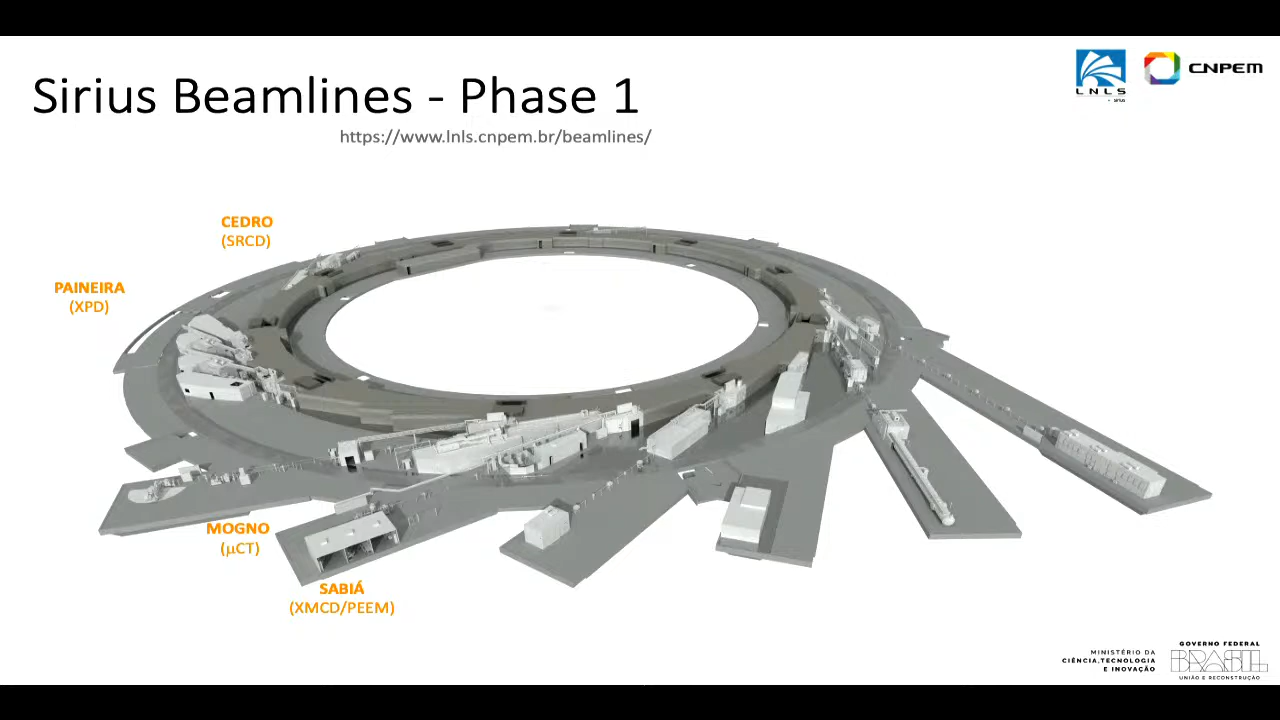 Sirius Beamlines - Phase 1
https://www.lnls.cnpem.br/beamlines/
LNLS
SIRIUS
CNPEM
CEDRO
(SRCD)
PAINEIRA
(XPD)
MOGNO
(µCT)
SABIÁ
(XMCD/PEEM)
MINISTÉRIO DA
CIÊNCIA, TECNOLOGIA
E INOVAÇÃO
GOVERNO FEDERAL
BRASIL
UNIÃO E RECONSTRUÇÃO